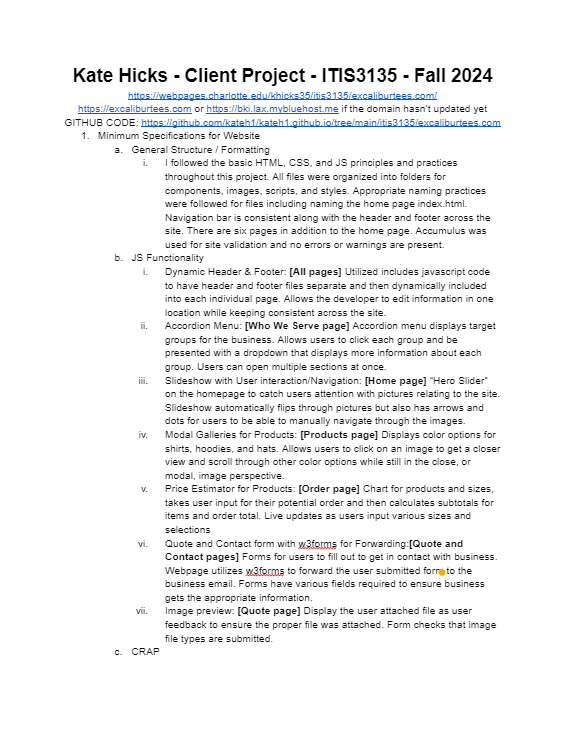 Kate Hicks - Client Project - ITIS3135 - Fall 2024
https://webpages.charlotte.edu/khicks35/itis3135/excaliburtees.com/
https://excaliburtees.com or https://bki.lax.mybluehost.me if the domain hasn't updated yet
GITHUB CODE: https://github.com/kateh1/kateh1.github.io/tree/main/itis3135/excaliburtees.com
1. Minimum Specifications for Website
a. General Structure / Formatting
i. I followed the basic HTML, CSS, and JS principles and practices
throughout this project. All files were organized into folders for
components, images, scripts, and styles. Appropriate naming practices
were followed for files including naming the home page index.html.
Navigation bar is consistent along with the header and footer across the
site. There are six pages in addition to the home page. Accumulus was
used for site validation and no errors or warnings are present.
b. JS Functionality
i. Dynamic Header & Footer: [All pages] Utilized includes javascript code
to have header and footer files separate and then dynamically included
into each individual page. Allows the developer to edit information in one
location while keeping consistent across the site.
ii. Accordion Menu: [Who We Serve page] Accordion menu displays target
groups for the business. Allows users to click each group and be
presented with a dropdown that displays more information about each
group. Users can open multiple sections at once.
iii. Slideshow with User interaction/Navigation: [Home page] "Hero Slider"
on the homepage to catch users attention with pictures relating to the site.
Slideshow automatically flips through pictures but also has arrows and
dots for users to be able to manually navigate through the images.
iv. Modal Galleries for Products: [Products page] Displays color options for
shirts, hoodies, and hats. Allows users to click on an image to get a closer
view and scroll through other color options while still in the close, or
modal, image perspective.
v. Price Estimator for Products: [Order page] Chart for products and sizes,
takes user input for their potential order and then calculates subtotals for
items and order total. Live updates as users input various sizes and
selections
vi. Quote and Contact form with w3forms for Forwarding:[Quote and
Contact pages] Forms for users to fill out to get in contact with business.
Webpage utilizes w3forms to forward the user submitted form to the
business email. Forms have various fields required to ensure business
gets the appropriate information.
vii. Image preview: [Quote page] Display the user attached file as user
feedback to ensure the proper file was attached. Form checks that image
file types are submitted.
c. CRAP